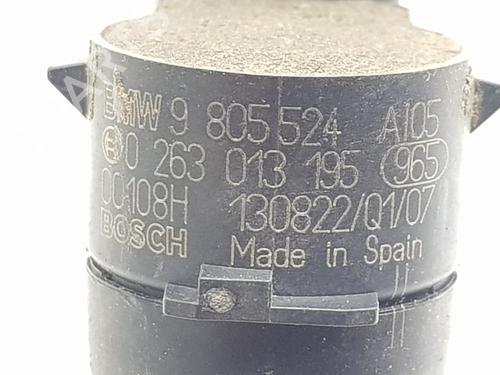 BMW 9 805 524 A105
0 263 013 195 965
00108H 130822/Q1/07
BOSCH Made in Spain